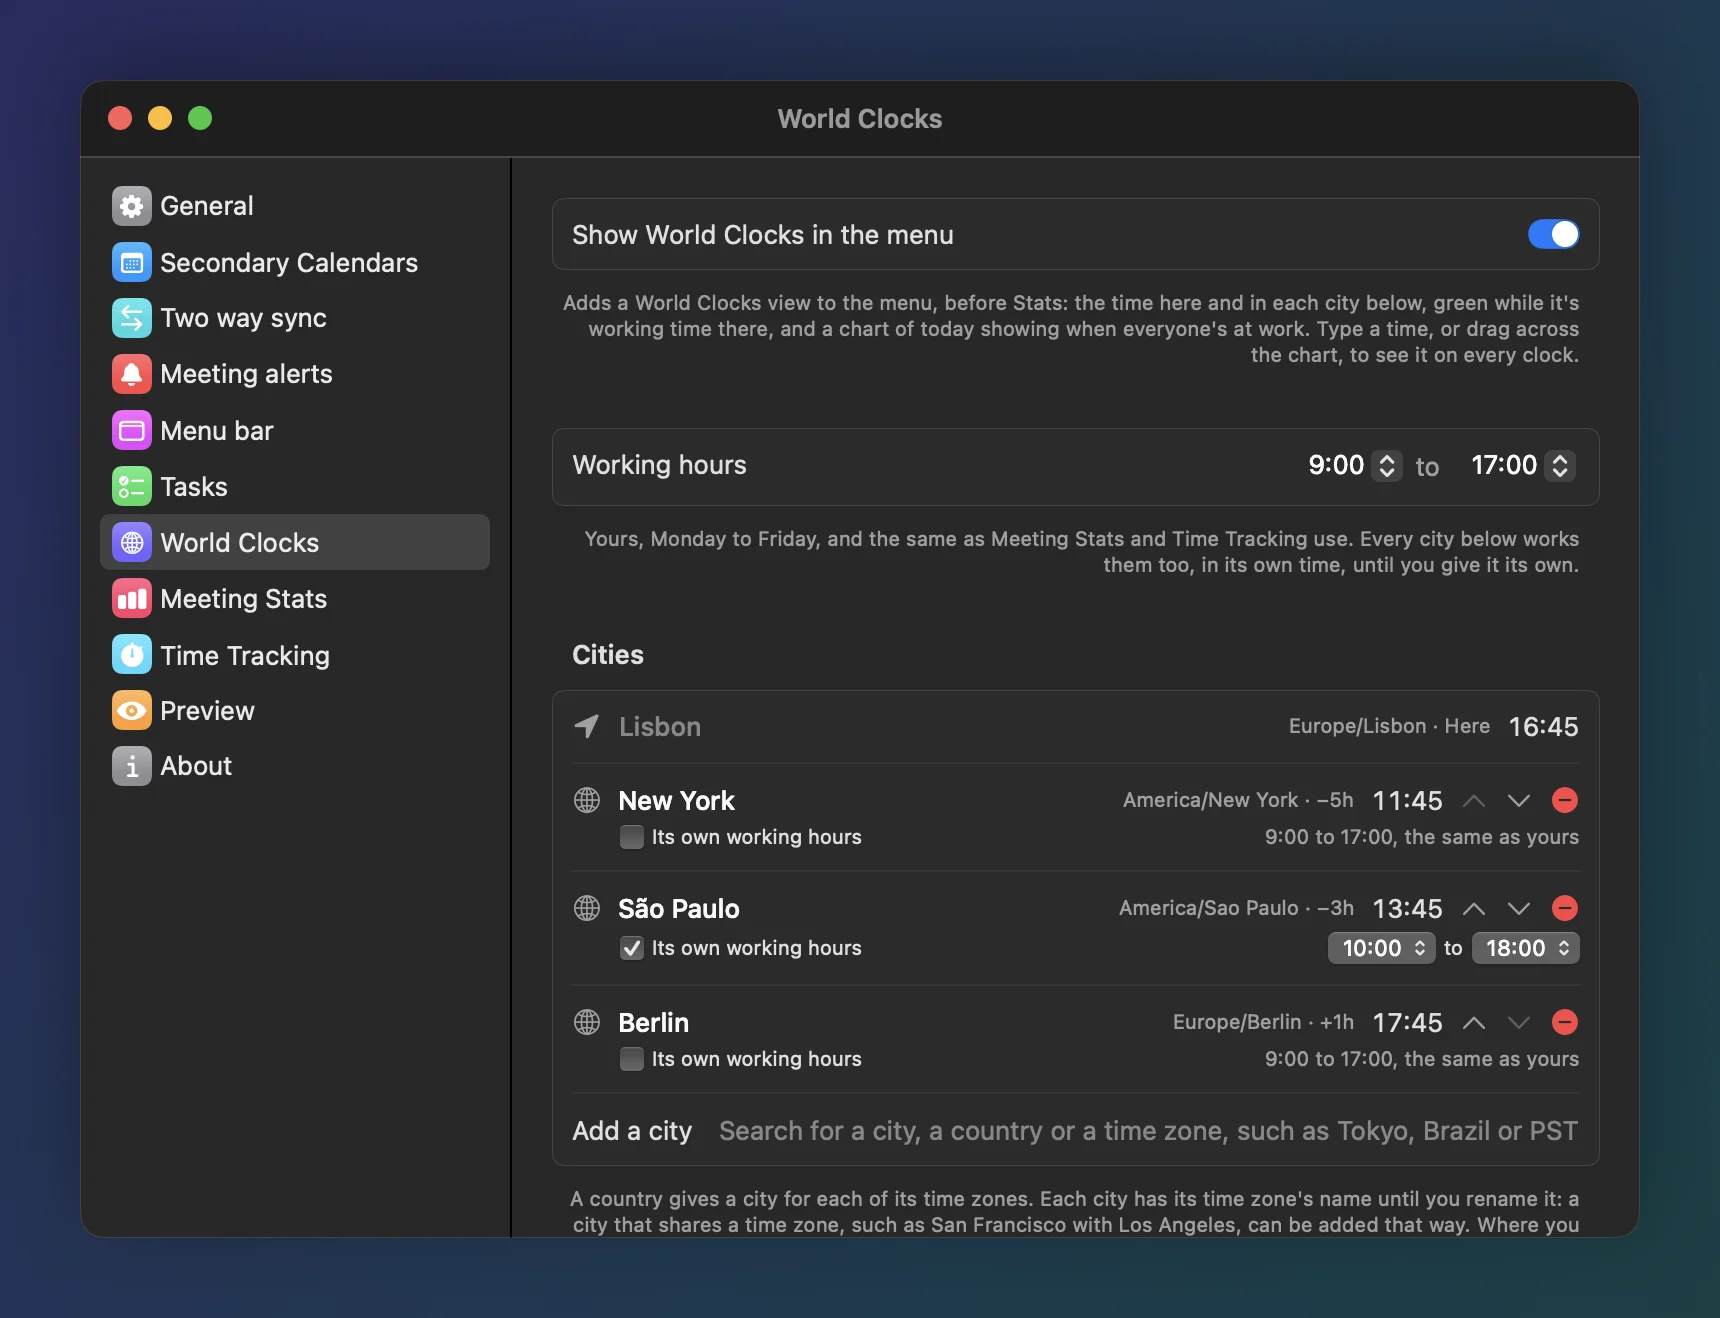 World Clocks
General
Secondary Calendars
Two way sync
Meeting alerts
Menu bar
Tasks
World Clocks
Meeting Stats
Time Tracking
Preview
About
Show World Clocks in the menu
Adds a World Clocks view to the menu, before Stats: the time here and in each city below, green while it's
working time there, and a chart of today showing when everyone's at work. Type a time, or drag across
the chart, to see it on every clock.
Working hours 9:00 to 17:00
Yours, Monday to Friday, and the same as Meeting Stats and Time Tracking use. Every city below works
them too, in its own time, until you give it its own.
Cities
Lisbon Europe/Lisbon · Here 16:45
New York America/New York · −5h 11:45
Its own working hours 9:00 to 17:00, the same as yours
São Paulo America/Sao Paulo · −3h 13:45
Its own working hours 10:00 to 18:00
Berlin Europe/Berlin · +1h 17:45
Its own working hours 9:00 to 17:00, the same as yours
Add a city Search for a city, a country or a time zone, such as Tokyo, Brazil or PST
A country gives a city for each of its time zones. Each city has its time zone's name until you rename it: a
city that shares a time zone, such as San Francisco with Los Angeles, can be added that way. Where you